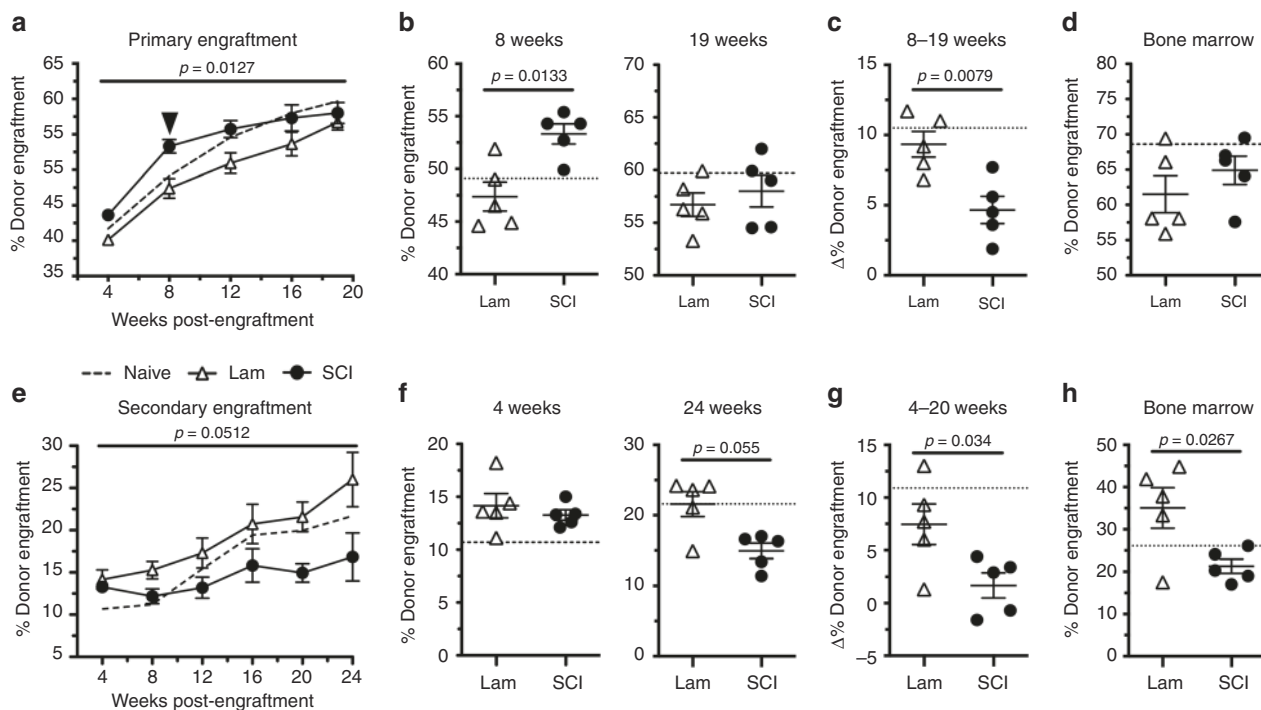 a
Primary engraftment
p = 0.0127
65
60
55
55
45
40
35
% Donor engraftment
4
8
12
16
20
Weeks post-engraftment
b
8 weeks
p = 0.0133
60
55
50
45
40
% Donor engraftment
Lam
SCI
19 weeks
70
65
60
55
50
Lam
SCI
c
8–19 weeks
p = 0.0079
15
10
5
0
Δ% Donor engraftment
Lam
SCI
d
Bone marrow
80
75
70
65
60
55
50
% Donor engraftment
Lam
SCI
Naive
Lam
SCI
e
Secondary engraftment
p = 0.0512
30
25
20
15
10
5
% Donor engraftment
4
8
12
16
20
24
Weeks post-engraftment
f
4 weeks
20
15
10
5
0
% Donor engraftment
Lam
SCI
24 weeks
p = 0.055
30
20
10
0
Lam
SCI
g
4–20 weeks
p = 0.034
15
10
5
0
–5
Δ% Donor engraftment
Lam
SCI
h
Bone marrow
p = 0.0267
50
40
30
20
10
0
% Donor engraftment
Lam
SCI